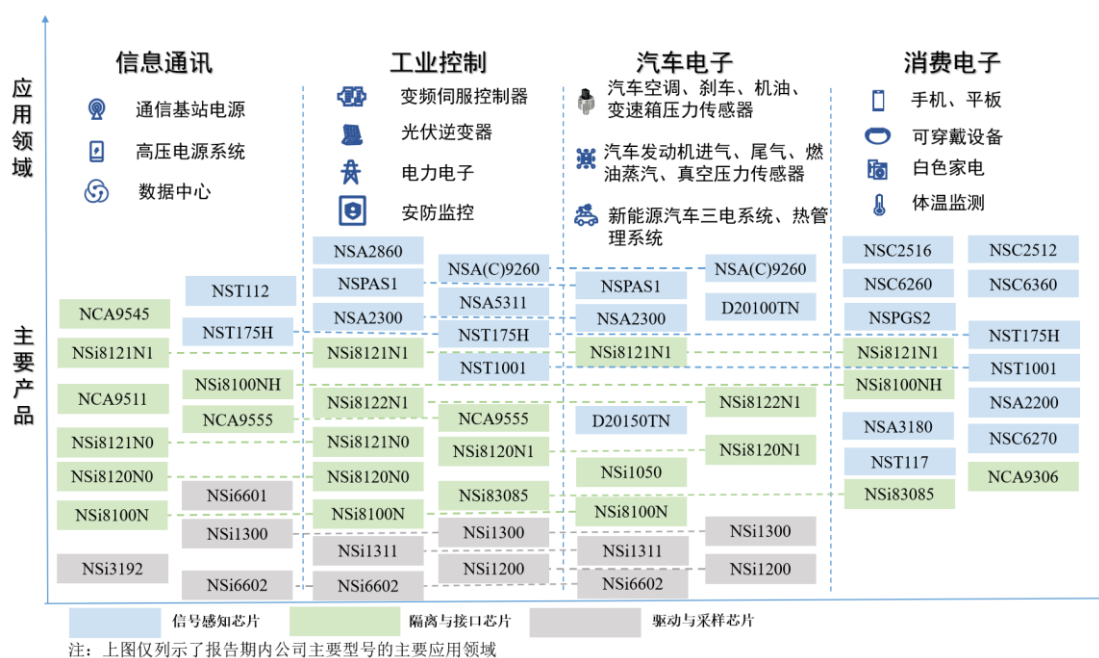 应用领域
信息通讯
通信基站电源
高压电源系统
数据中心
工业控制
变频伺服控制器
光伏逆变器
电力电子
安防监控
汽车电子
汽车空调、刹车、机油、
变速箱压力传感器
汽车发动机进气、尾气、燃
油蒸汽、真空压力传感器
新能源汽车三电系统、热管
理系统
消费电子
手机、平板
可穿戴设备
白色家电
体温监测
主要产品
NST112
NCA9545
NST175H
NSi8121N1
NSi8100NH
NCA9511
NCA9555
NSi8121N0
NSi8120N0
NSi6601
NSi8100N
NSi1300
NSi3192
NSi6602
NSA2860
NSA(C)9260
NSPAS1
NSA5311
NSA2300
NST175H
NSi8121N1
NST1001
NSi8122N1
NCA9555
NSi8121N0
NSi8120N1
NSi8120N0
NSi83085
NSi8100N
NSi1300
NSi1311
NSi1200
NSi6602
NSA(C)9260
NSPAS1
D20100TN
NSA2300
NSi8121N1
NSi8122N1
D20150TN
NSi8120N1
NSi1050
NSi8100N
NSi1300
NSi1311
NSi1200
NSi6602
NSC2516
NSC2512
NSC6260
NSC6360
NSPGS2
NST175H
NSi8121N1
NST1001
NSi8100NH
NSA2200
NSA3180
NSC6270
NST117
NCA9306
NSi83085
信号感知芯片
隔离与接口芯片
驱动与采样芯片
注：上图仅列示了报告期内公司主要型号的主要应用领域